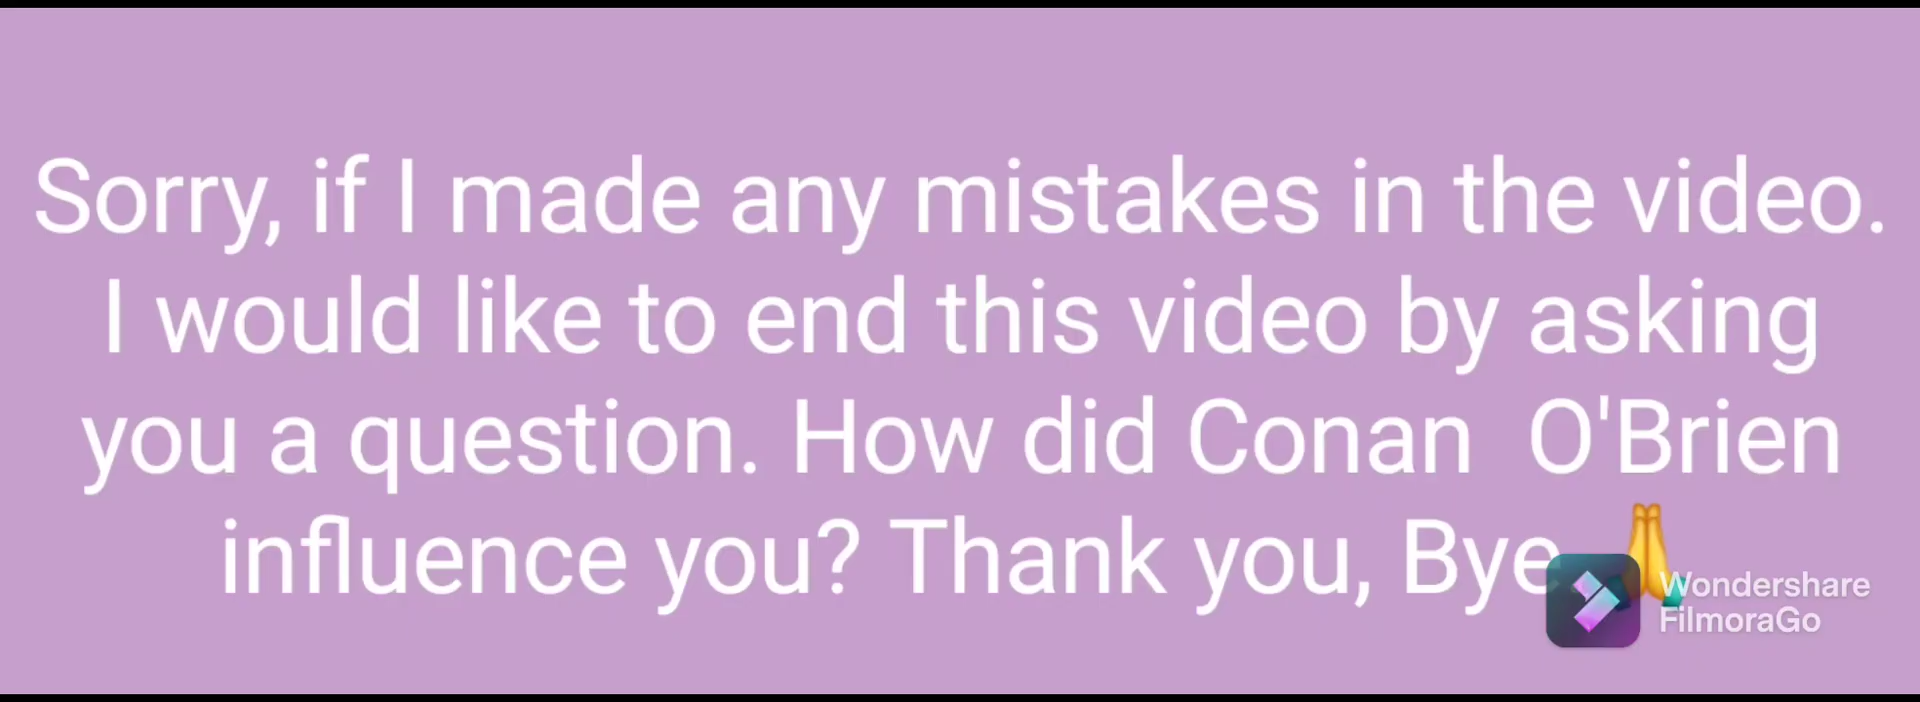 Sorry, if I made any mistakes in the video.
I would like to end this video by asking
you a question. How did Conan  O'Brien
influence you? Thank you, Bye 🙏
Wondershare
FilmoraGo